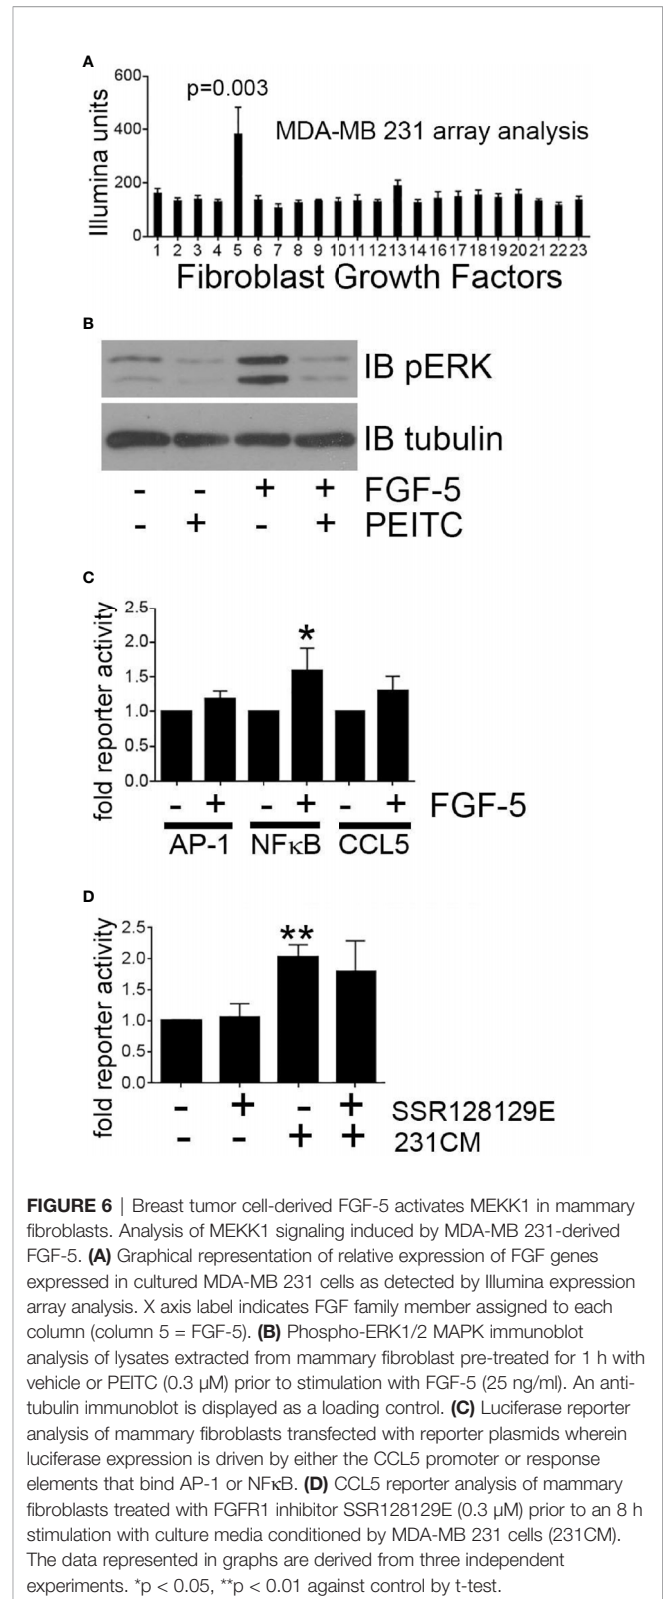 A
600
p=0.003
400
MDA-MB 231 array analysis
200
0
Illumina units
1 2 3 4 5 6 7 8 9 10 11 12 13 14 16 17 18 19 20 21 22 23
Fibroblast Growth Factors
B
IB pERK
IB tubulin
- - + + FGF-5
- + - + PEITC
C
fold reporter activity
2.5
2.0
1.5
1.0
0.5
0.0
*
- + - + - + FGF-5
AP-1 NFκB CCL5
D
fold reporter activity
2.5
2.0
1.5
1.0
0.5
0.0
**
- + - + SSR128129E
- - + + 231CM
FIGURE 6 | Breast tumor cell-derived FGF-5 activates MEKK1 in mammary
fibroblasts. Analysis of MEKK1 signaling induced by MDA-MB 231-derived
FGF-5. (A) Graphical representation of relative expression of FGF genes
expressed in cultured MDA-MB 231 cells as detected by Illumina expression
array analysis. X axis label indicates FGF family member assigned to each
column (column 5 = FGF-5). (B) Phospho-ERK1/2 MAPK immunoblot
analysis of lysates extracted from mammary fibroblast pre-treated for 1 h with
vehicle or PEITC (0.3 µM) prior to stimulation with FGF-5 (25 ng/ml). An anti-
tubulin immunoblot is displayed as a loading control. (C) Luciferase reporter
analysis of mammary fibroblasts transfected with reporter plasmids wherein
luciferase expression is driven by either the CCL5 promoter or response
elements that bind AP-1 or NFκB. (D) CCL5 reporter analysis of mammary
fibroblasts treated with FGFR1 inhibitor SSR128129E (0.3 µM) prior to an 8 h
stimulation with culture media conditioned by MDA-MB 231 cells (231CM).
The data represented in graphs are derived from three independent
experiments. *p < 0.05, **p < 0.01 against control by t-test.